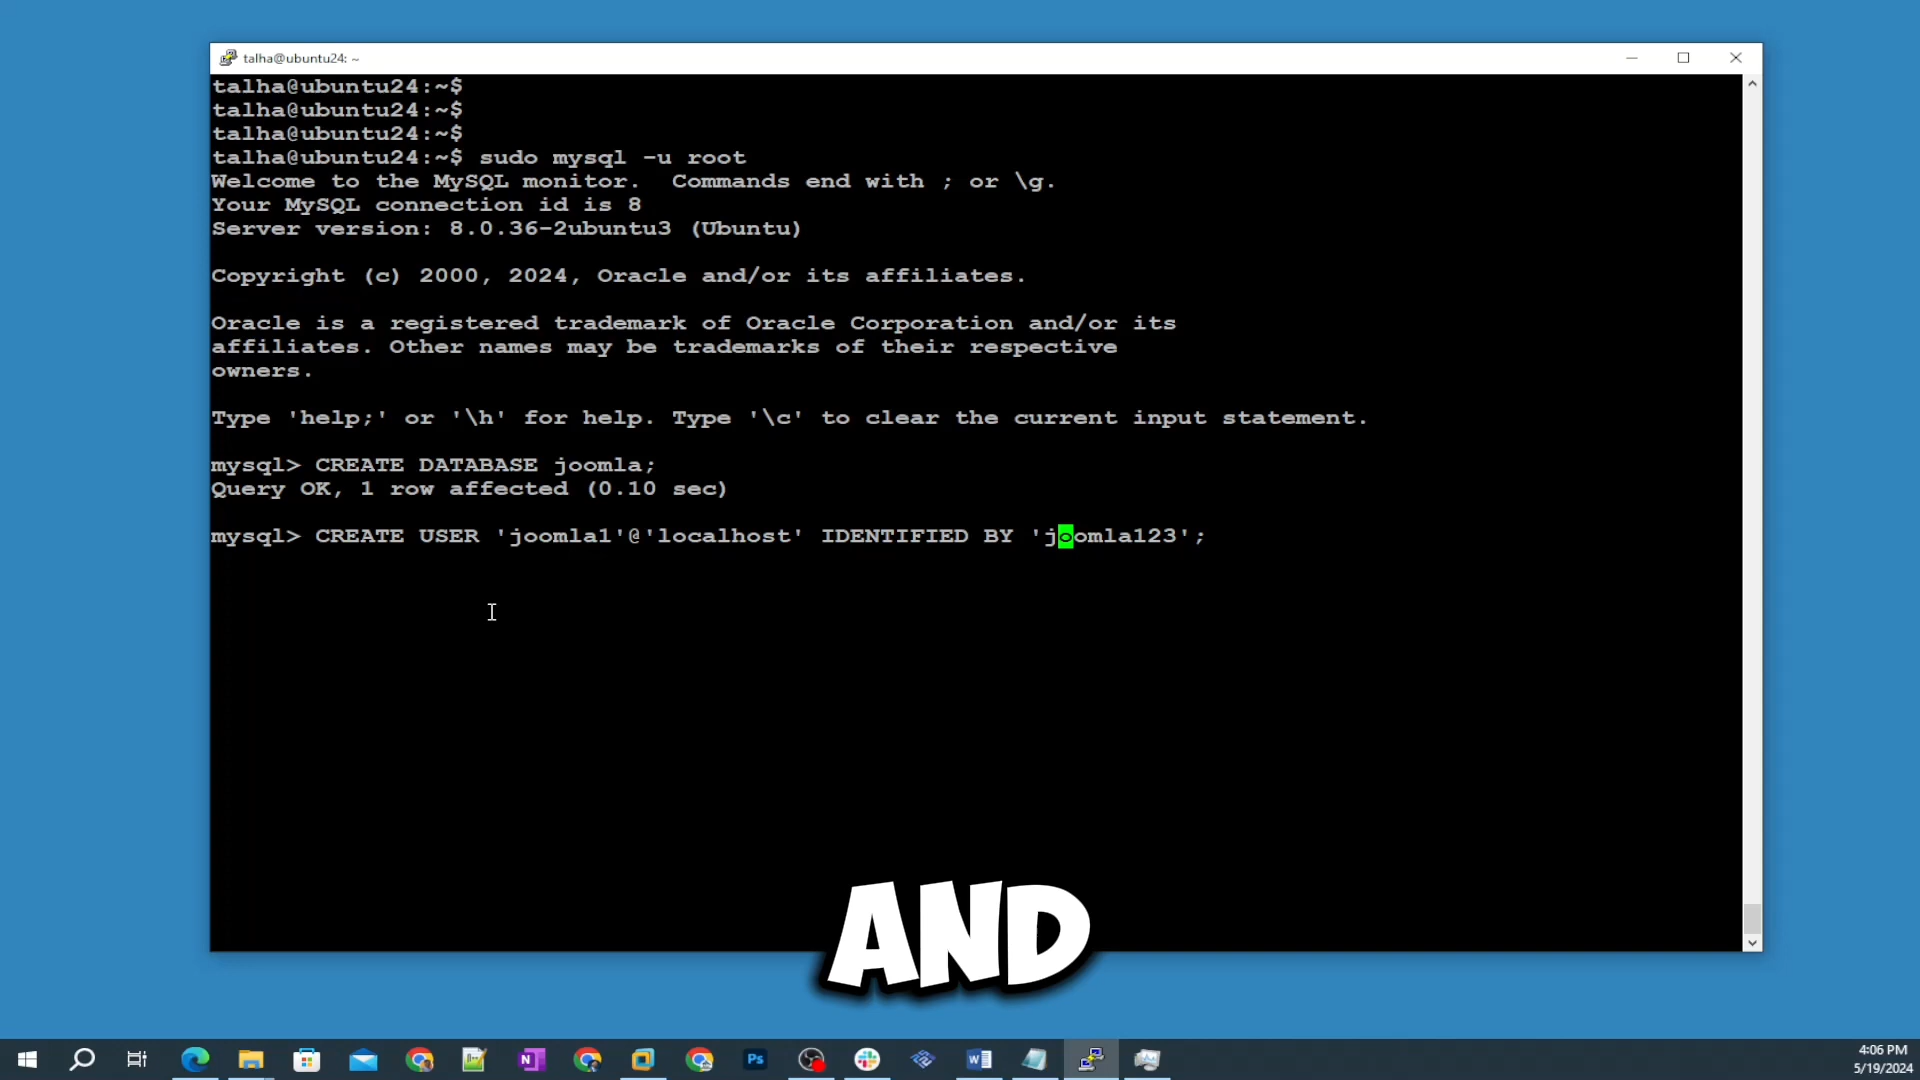 talha@ubuntu24: ~
talha@ubuntu24:~$
talha@ubuntu24:~$
talha@ubuntu24:~$
talha@ubuntu24:~$ sudo mysql -u root
Welcome to the MySQL monitor.  Commands end with ; or \g.
Your MySQL connection id is 8
Server version: 8.0.36-2ubuntu3 (Ubuntu)
Copyright (c) 2000, 2024, Oracle and/or its affiliates.
Oracle is a registered trademark of Oracle Corporation and/or its
affiliates. Other names may be trademarks of their respective
owners.
Type 'help;' or '\h' for help. Type '\c' to clear the current input statement.
mysql> CREATE DATABASE joomla;
Query OK, 1 row affected (0.10 sec)
mysql> CREATE USER 'joomla1'@'localhost' IDENTIFIED BY 'joomla123';
AND
N
Ps
W
4:06 PM
5/19/2024